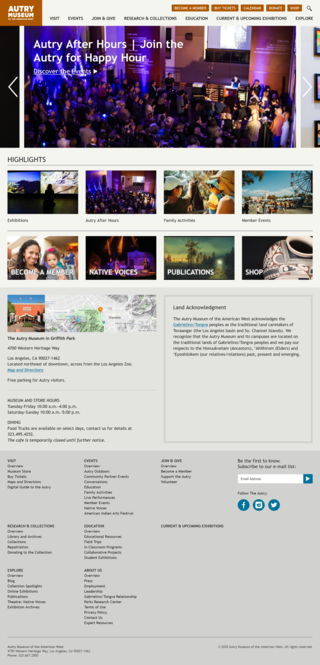 AUTRY
MUSEUM
OF THE AMERICAN WEST
BECOME A MEMBER
BUY TICKETS
CALENDAR
DONATE
SHOP
VISIT
EVENTS
JOIN & GIVE
RESEARCH & COLLECTIONS
EDUCATION
CURRENT & UPCOMING EXHIBITIONS
EXPLORE
Autry After Hours | Join the
Autry for Happy Hour
Discover the Events
HIGHLIGHTS
Exhibitions
Autry After Hours
Family Activities
Member Events
BECOME A MEMBER
NATIVE VOICES
PUBLICATIONS
SHOP
The Autry Museum in Griffith Park
4700 Western Heritage Way
Los Angeles, CA 90027-1462
Located northeast of downtown, across from the Los Angeles Zoo.
Map and Directions
Free parking for Autry visitors.
MUSEUM AND STORE HOURS
Tuesday-Friday 10:00 a.m.-4:00 p.m.
Saturday-Sunday 10:00 a.m.-5:00 p.m.
DINING
Food Trucks are available on select days, contact us for details at
323.495.4252.
The cafe is temporarily closed until further notice.
Land Acknowledgment
The Autry Museum of the American West acknowledges the
Gabrielino/Tongva peoples as the traditional land caretakers of
Tovaangar (the Los Angeles basin and So. Channel Islands). We
recognize that the Autry Museum and its campuses are located on
the traditional lands of Gabrielino/Tongva peoples and we pay our
respects to the Honuukvetam (Ancestors), 'Ahiihirom (Elders) and
'Eyoohiinkem (our relatives/relations) past, present and emerging.
VISIT
Overview
Museum Store
Buy Tickets
Maps and Directions
Digital Guide to the Autry
EVENTS
Overview
Autry Outdoors
Community Partner Events
Conversations
Education
Family Activities
Live Performances
Member Events
Native Voices
American Indian Arts Festival
JOIN & GIVE
Overview
Become a Member
Support the Autry
Volunteer
Be the first to know.
Subscribe to our e-mail list:
Email Address
Follow The Autry:
RESEARCH & COLLECTIONS
Overview
Library and Archives
Collections
Repatriation
Donating to the Collection
EDUCATION
Overview
Educational Resources
Field Trips
In-Classroom Programs
Collaborative Projects
Student Exhibitions
CURRENT & UPCOMING EXHIBITIONS
EXPLORE
Overview
Blog
Collection Spotlights
Online Exhibitions
Publications
Theater: Native Voices
Exhibition Archives
ABOUT US
Overview
Press
Employment
Leadership
Gabrielino/Tongva Relationship
Parks Research Center
Terms of Use
Privacy Policy
Contact Us
Expert Resources
Autry Museum of the American West
4700 Western Heritage Way, Los Angeles, CA 90027-1462
Phone: 323.667.2000
© 2023 Autry Museum of the American West. All rights reserved